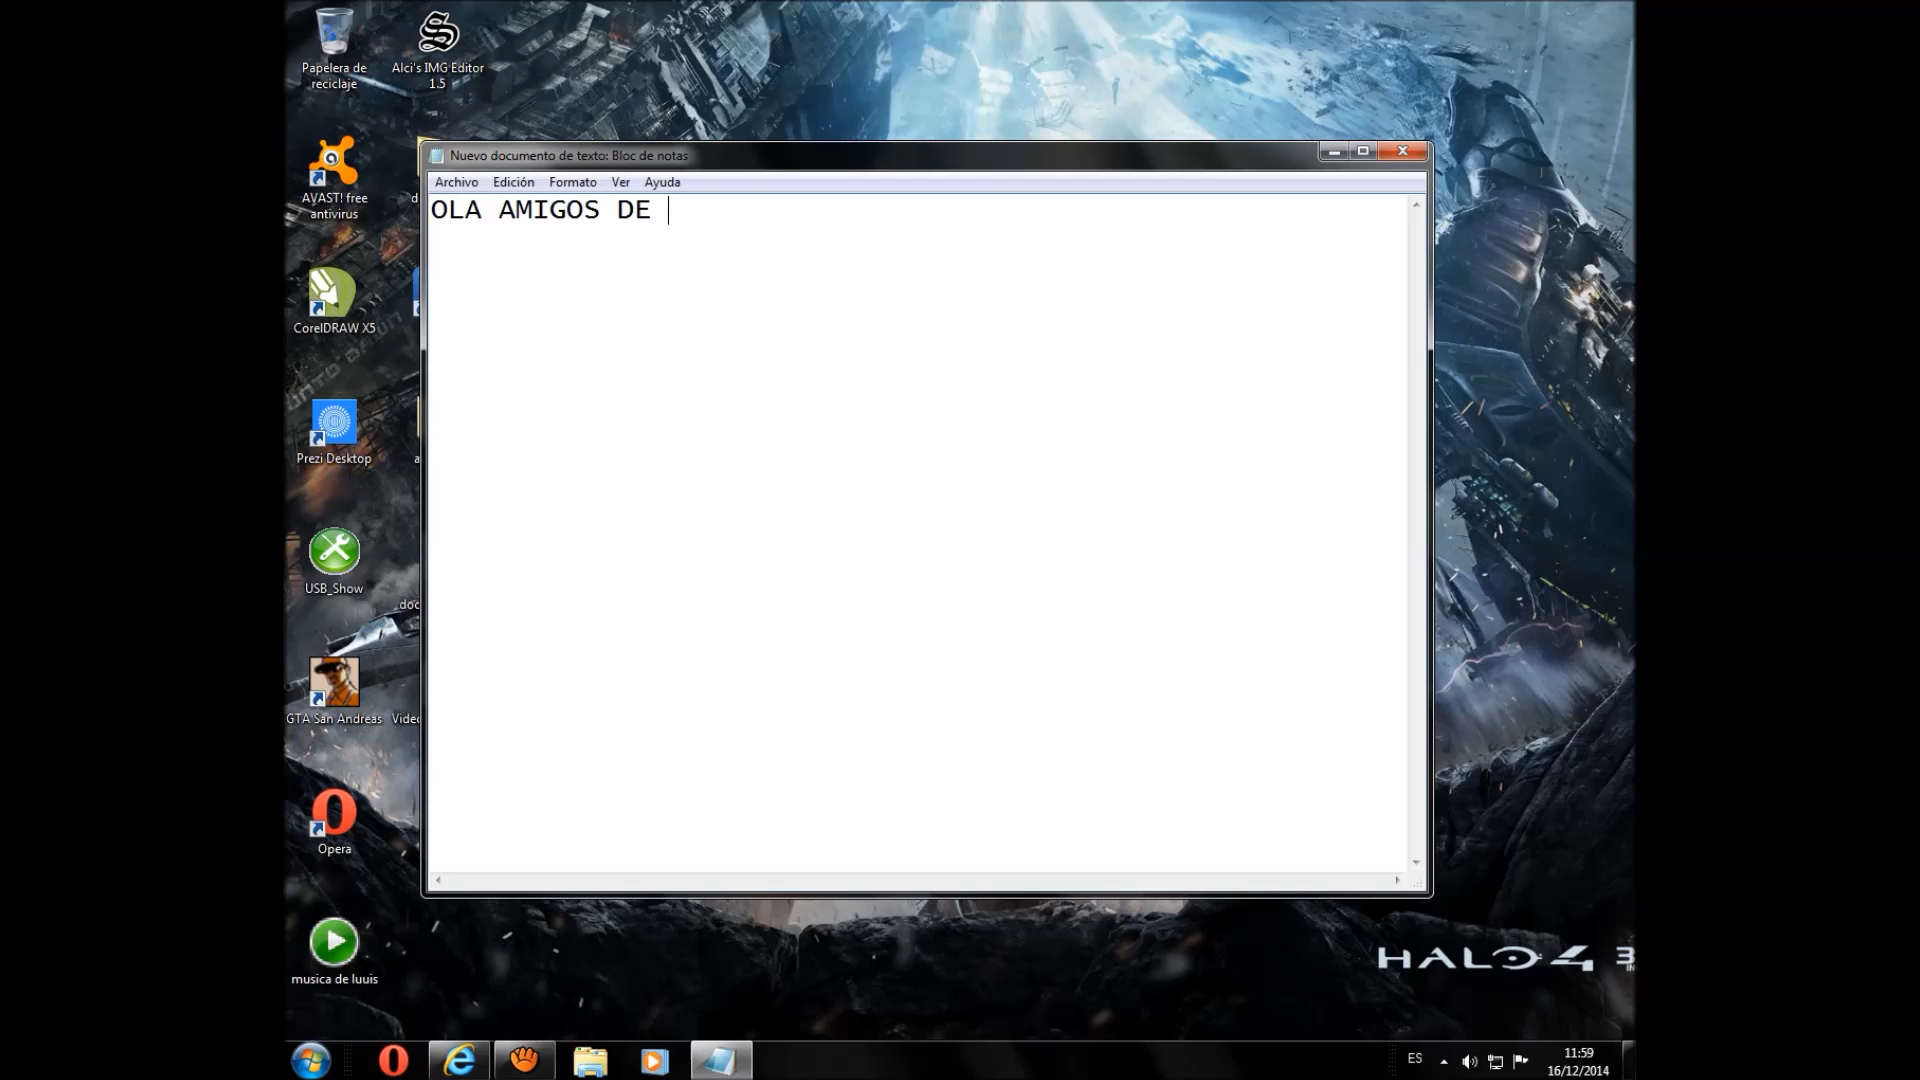 Papelera de
reciclaje
Alci's IMG Editor
1.5
AVAST! free
antivirus
CorelDRAW X5
Prezi Desktop
USB_Show
GTA San Andreas
Opera
musica de luuis
Nuevo documento de texto: Bloc de notas
Archivo Edición Formato Ver Ayuda
OLA AMIGOS DE
HALO 4
ES
11:59
16/12/2014